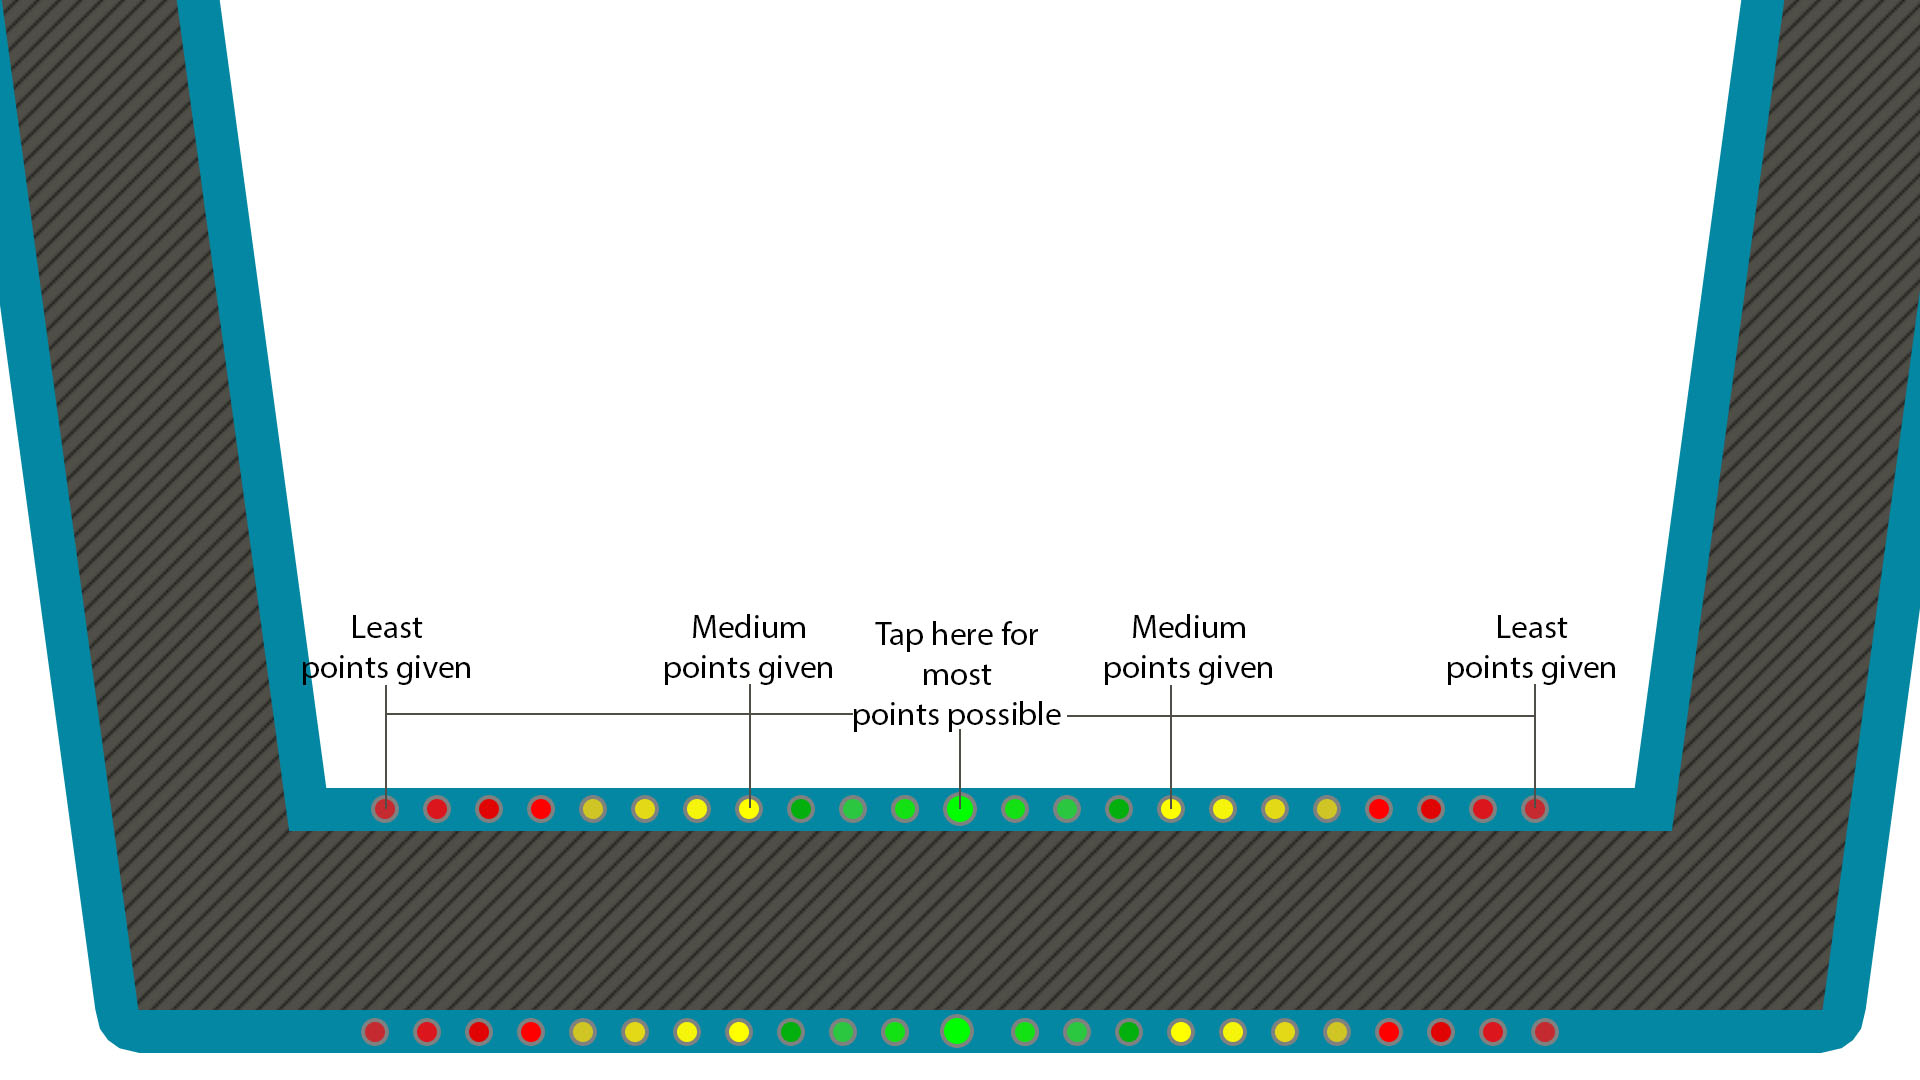 Least
points given
Medium
points given
Tap here for
most
points possible
Medium
points given
Least
points given